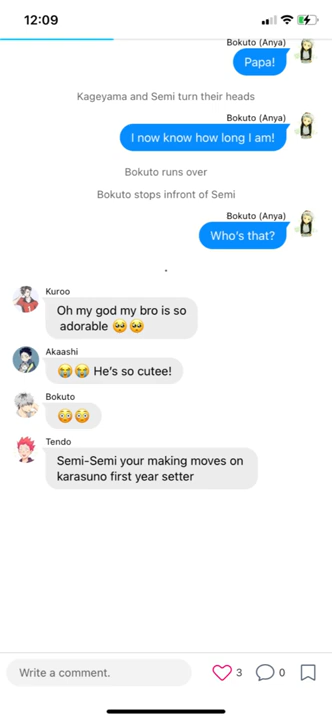 12:09
Bokuto (Anya)
Papa!
Kageyama and Semi turn their heads
Bokuto (Anya)
I now know how long I am!
Bokuto runs over
Bokuto stops infront of Semi
Bokuto (Anya)
Who's that?
.
Kuroo
Oh my god my bro is so
adorable 🥺🥺
Akaashi
😭😭 He's so cutee!
Bokuto
😳😳
Tendo
Semi-Semi your making moves on
karasuno first year setter
Write a comment.
3
0